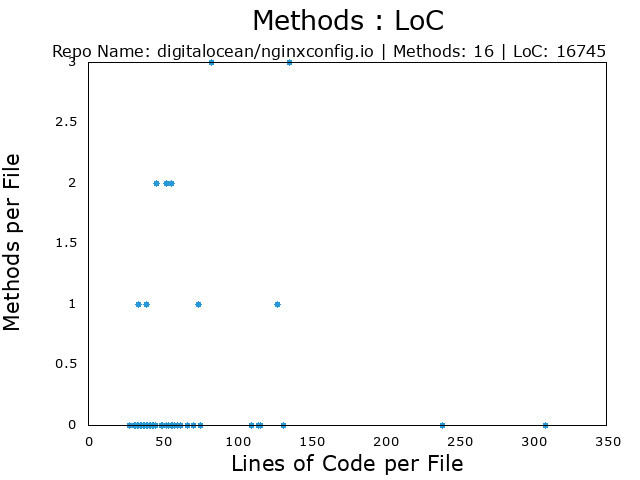 Methods : LoC
Repo Name: digitalocean/nginxconfig.io | Methods: 16 | LoC: 16745
3
2.5
2
1.5
1
0.5
0
Methods per File
0 50 100 150 200 250 300 350
Lines of Code per File